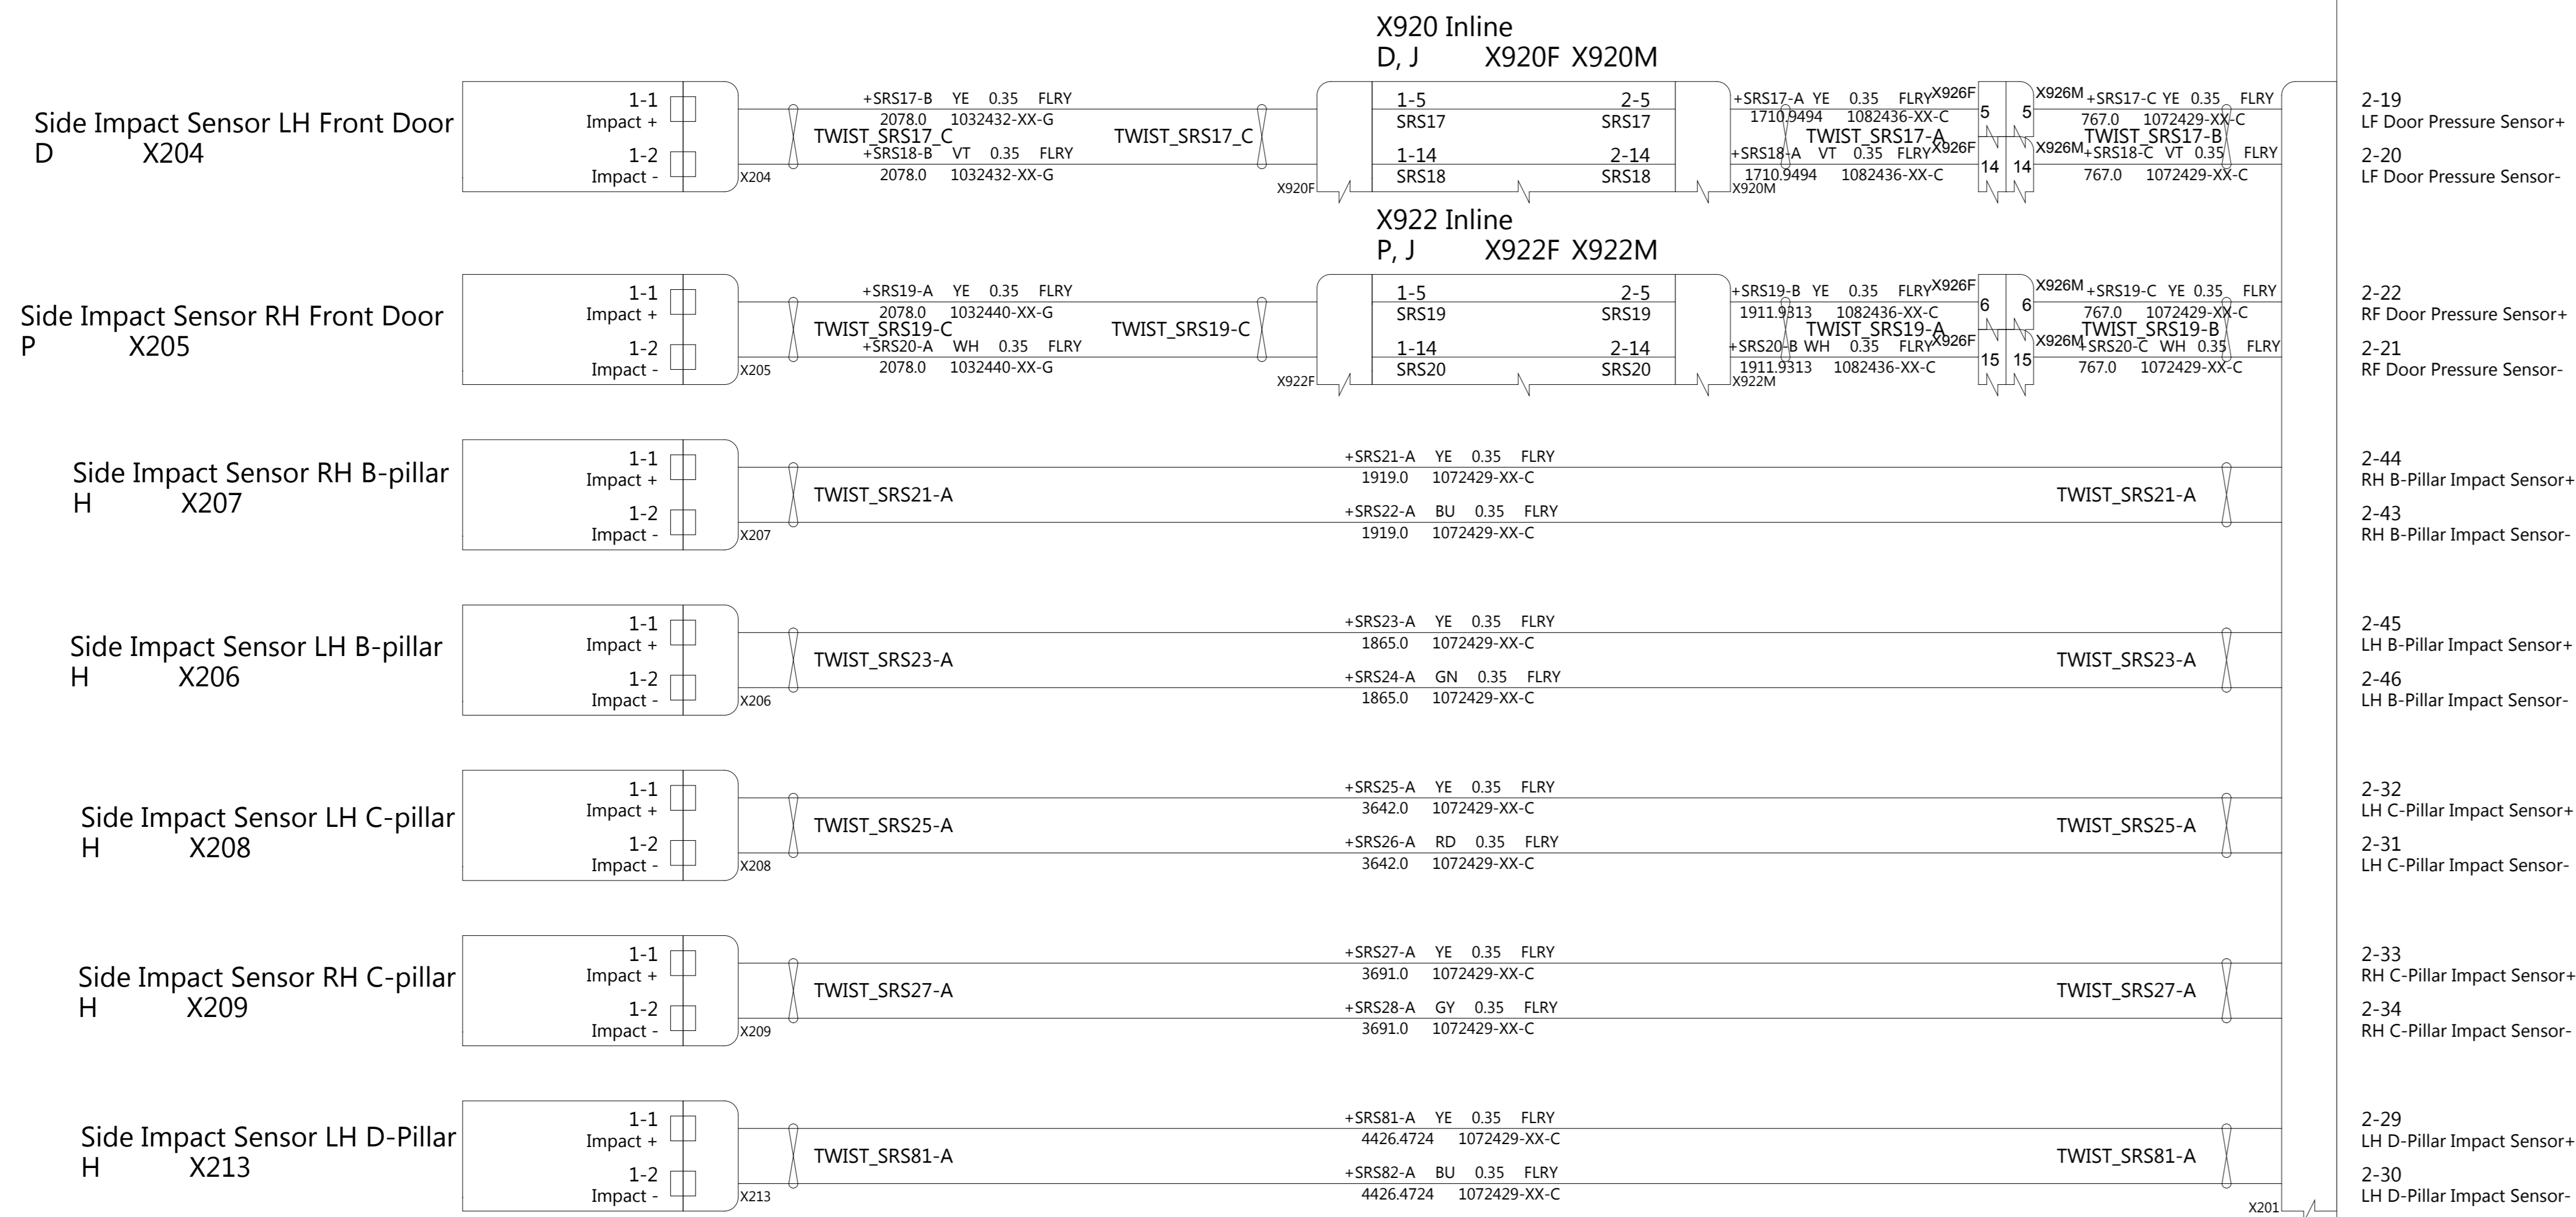 X920 Inline
D, J X920F X920M
Side Impact Sensor LH Front Door
D X204
1-1
Impact +
1-2
Impact -
X204
+SRS17-B YE 0.35 FLRY
2078.0 1032432-XX-G
TWIST_SRS17_C TWIST_SRS17_C
+SRS18-B VT 0.35 FLRY
2078.0 1032432-XX-G
X920F
1-5 2-5
SRS17 SRS17
1-14 2-14
SRS18 SRS18
X920M
+SRS17-A YE 0.35 FLRY
1710.9494 1082436-XX-C
TWIST_SRS17-A
+SRS18-A VT 0.35 FLRY
1710.9494 1082436-XX-C
X926F 5 5 X926M
X926F 14 14 X926M
+SRS17-C YE 0.35 FLRY
767.0 1072429-XX-C
TWIST_SRS17-B
+SRS18-C VT 0.35 FLRY
767.0 1072429-XX-C
2-19
LF Door Pressure Sensor+
2-20
LF Door Pressure Sensor-
X922 Inline
P, J X922F X922M
Side Impact Sensor RH Front Door
P X205
1-1
Impact +
1-2
Impact -
X205
+SRS19-A YE 0.35 FLRY
2078.0 1032440-XX-G
TWIST_SRS19-C TWIST_SRS19-C
+SRS20-A WH 0.35 FLRY
2078.0 1032440-XX-G
X922F
1-5 2-5
SRS19 SRS19
1-14 2-14
SRS20 SRS20
X922M
+SRS19-B YE 0.35 FLRY
1911.9313 1082436-XX-C
TWIST_SRS19-A
+SRS20-B WH 0.35 FLRY
1911.9313 1082436-XX-C
X926F 6 6 X926M
X926F 15 15 X926M
+SRS19-C YE 0.35 FLRY
767.0 1072429-XX-C
TWIST_SRS19-B
+SRS20-C WH 0.35 FLRY
767.0 1072429-XX-C
2-22
RF Door Pressure Sensor+
2-21
RF Door Pressure Sensor-
Side Impact Sensor RH B-pillar
H X207
1-1
Impact +
1-2
Impact -
X207
+SRS21-A YE 0.35 FLRY
1919.0 1072429-XX-C
TWIST_SRS21-A TWIST_SRS21-A
+SRS22-A BU 0.35 FLRY
1919.0 1072429-XX-C
2-44
RH B-Pillar Impact Sensor+
2-43
RH B-Pillar Impact Sensor-
Side Impact Sensor LH B-pillar
H X206
1-1
Impact +
1-2
Impact -
X206
+SRS23-A YE 0.35 FLRY
1865.0 1072429-XX-C
TWIST_SRS23-A TWIST_SRS23-A
+SRS24-A GN 0.35 FLRY
1865.0 1072429-XX-C
2-45
LH B-Pillar Impact Sensor+
2-46
LH B-Pillar Impact Sensor-
Side Impact Sensor LH C-pillar
H X208
1-1
Impact +
1-2
Impact -
X208
+SRS25-A YE 0.35 FLRY
3642.0 1072429-XX-C
TWIST_SRS25-A TWIST_SRS25-A
+SRS26-A RD 0.35 FLRY
3642.0 1072429-XX-C
2-32
LH C-Pillar Impact Sensor+
2-31
LH C-Pillar Impact Sensor-
Side Impact Sensor RH C-pillar
H X209
1-1
Impact +
1-2
Impact -
X209
+SRS27-A YE 0.35 FLRY
3691.0 1072429-XX-C
TWIST_SRS27-A TWIST_SRS27-A
+SRS28-A GY 0.35 FLRY
3691.0 1072429-XX-C
2-33
RH C-Pillar Impact Sensor+
2-34
RH C-Pillar Impact Sensor-
Side Impact Sensor LH D-Pillar
H X213
1-1
Impact +
1-2
Impact -
X213
+SRS81-A YE 0.35 FLRY
4426.4724 1072429-XX-C
TWIST_SRS81-A TWIST_SRS81-A
+SRS82-A BU 0.35 FLRY
4426.4724 1072429-XX-C
2-29
LH D-Pillar Impact Sensor+
2-30
LH D-Pillar Impact Sensor-
X201